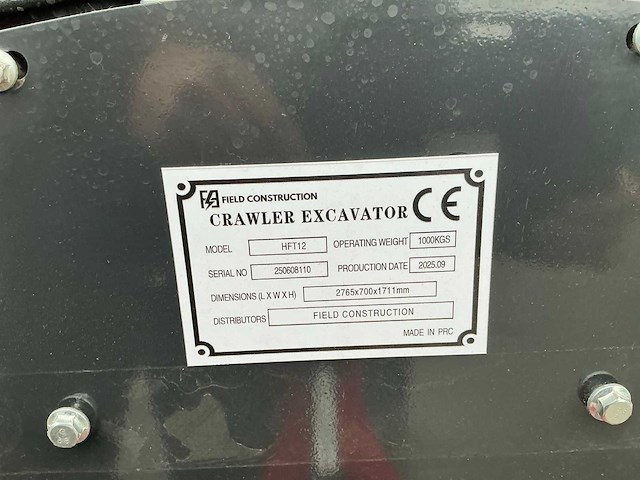 FIELD CONSTRUCTION
CRAWLER EXCAVATOR CE
MODEL HFT12 OPERATING WEIGHT 1000KGS
SERIAL NO 250608110 PRODUCTION DATE 2025.09
DIMENSIONS (L X W X H) 2765x700x1711mm
DISTRIBUTORS FIELD CONSTRUCTION
MADE IN PRC